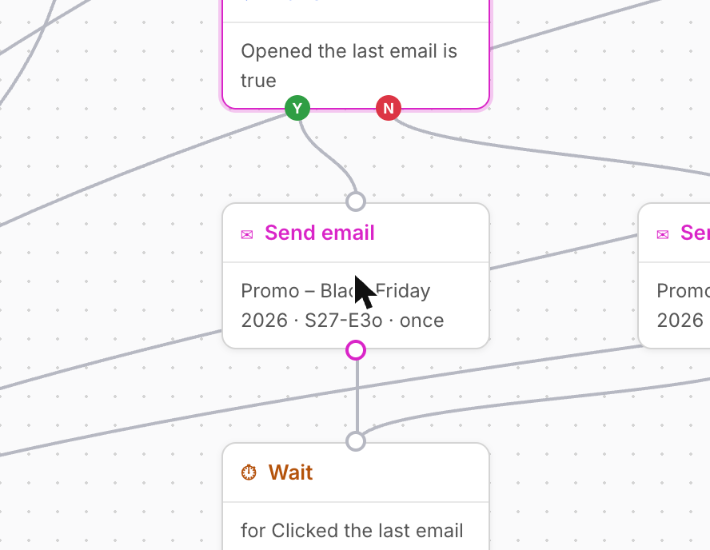 Opened the last email is
true
Y N
Send email
Promo – Black Friday
2026 · S27-E3o · once
Promo
2026
Wait
for Clicked the last email